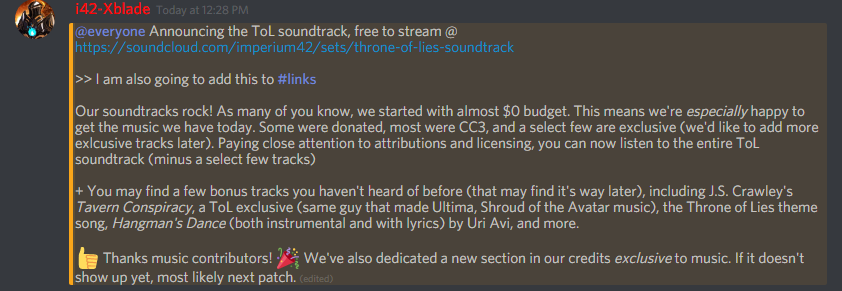 i42-Xblade Today at 12:28 PM
@everyone Announcing the ToL soundtrack, free to stream @
https://soundcloud.com/imperium42/sets/throne-of-lies-soundtrack
>> I am also going to add this to #links
Our soundtracks rock! As many of you know, we started with almost $0 budget. This means we're especially happy to
get the music we have today. Some were donated, most were CC3, and a select few are exclusive (we'd like to add more
exlcusive tracks later). Paying close attention to attributions and licensing, you can now listen to the entire ToL
soundtrack (minus a select few tracks)
+ You may find a few bonus tracks you haven't heard of before (that may find it's way later), including J.S. Crawley's
Tavern Conspiracy, a ToL exclusive (same guy that made Ultima, Shroud of the Avatar music), the Throne of Lies theme
song, Hangman's Dance (both instrumental and with lyrics) by Uri Avi, and more.
👍 Thanks music contributors! 🎉 We've also dedicated a new section in our credits exclusive to music. If it doesn't
show up yet, most likely next patch. (edited)